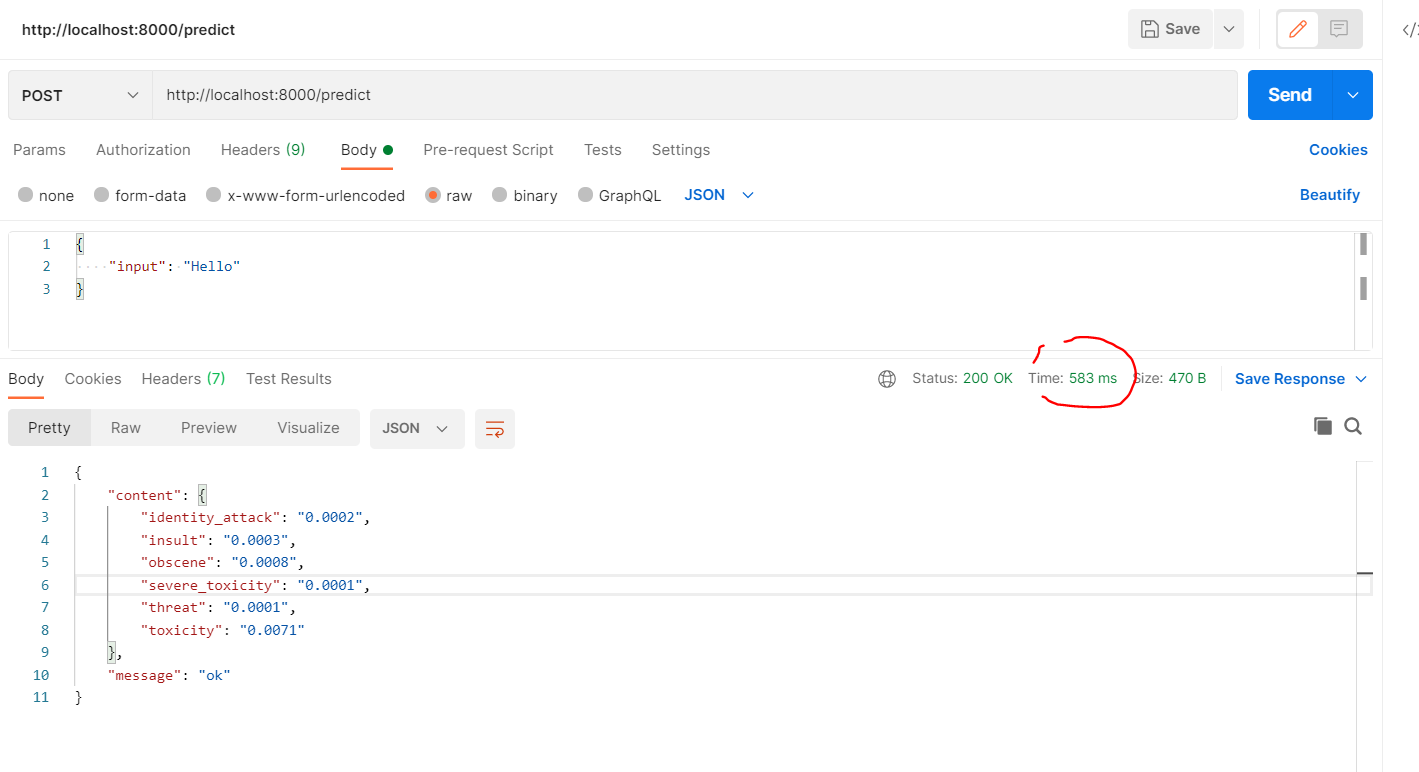 http://localhost:8000/predict
Save
</>
POST http://localhost:8000/predict Send
Params Authorization Headers (9) Body Pre-request Script Tests Settings Cookies
none form-data x-www-form-urlencoded raw binary GraphQL JSON Beautify
1 {
2 ····"input":·"Hello"
3 }
Body Cookies Headers (7) Test Results Status: 200 OK Time: 583 ms Size: 470 B Save Response
Pretty Raw Preview Visualize JSON
1 {
2 "content": {
3 "identity_attack": "0.0002",
4 "insult": "0.0003",
5 "obscene": "0.0008",
6 "severe_toxicity": "0.0001",
7 "threat": "0.0001",
8 "toxicity": "0.0071"
9 },
10 "message": "ok"
11 }